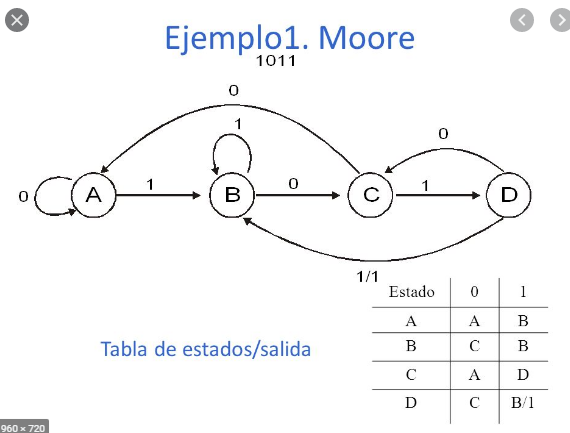 Ejemplo1. Moore
1011
0
1
0
0
A
1
B
0
C
1
D
1/1
Estado 0 1
A A B
B C B
C A D
D C B/1
Tabla de estados/salida
960 × 720